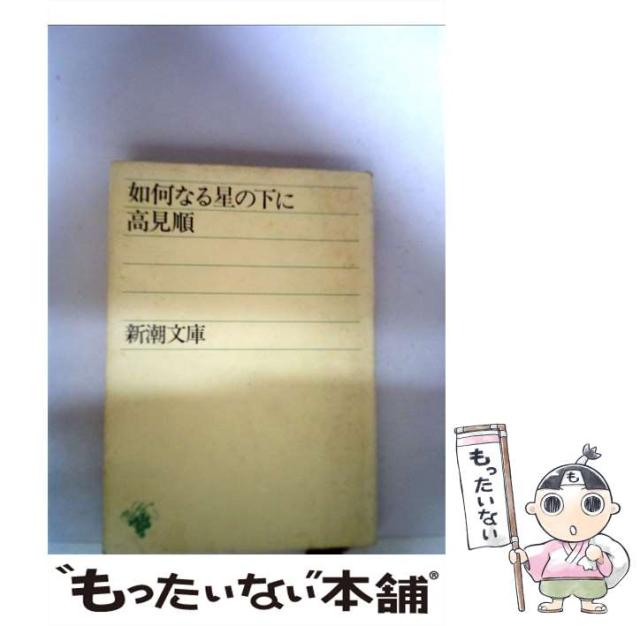 如何なる星の下に
高見順
新潮文庫
もったいない
も
“もったいない”本舗®